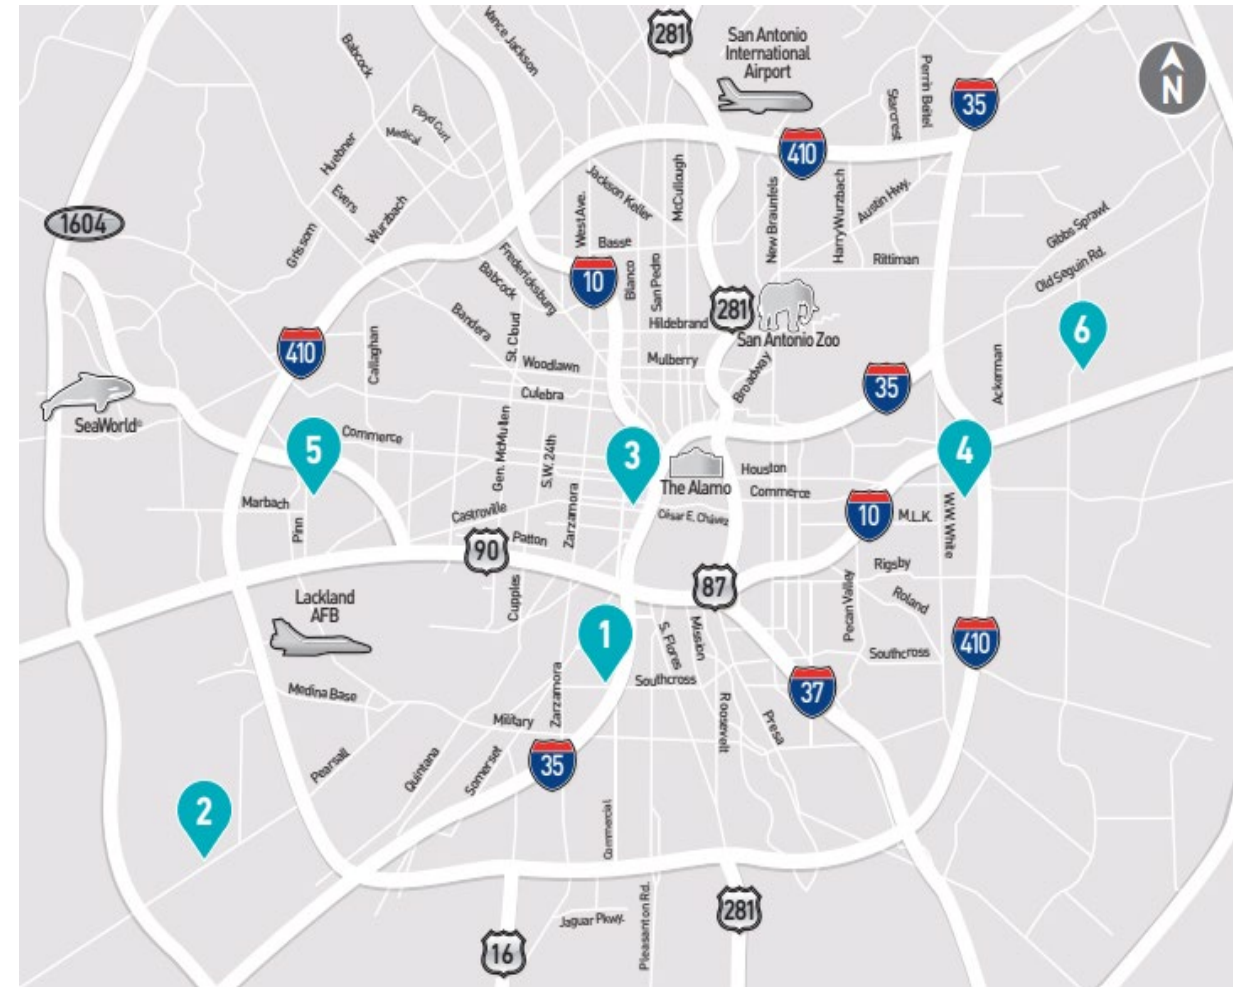 281
San Antonio
International
Airport
N
35
410
Babcock
Vance Jackson
Floyd Curl
Medical
Huebner
Evers
Wurzbach
Grissom
1604
Starcrest
Perrin Beitel
Jackson Keller
McCullough
West Ave.
Basse
New Braunfels
Harry Wurzbach
Austin Hwy.
Rittiman
Gibbs Sprawl
Old Seguin Rd.
Fredericksburg
Babcock
10
Blanco
San Pedro
Hildebrand
281
San Antonio Zoo
Bandera
St. Cloud
Woodlawn
Mulberry
Broadway
410
Callaghan
Culebra
35
Ackerman
6
SeaWorld®
5
Commerce
Gen. McMullen
S.W. 24th
Zarzamora
3
The Alamo
Houston
Commerce
César E. Chávez
4
10
M.L.K.
W.W. White
Marbach
Pinn
Castroville
90
Patton
Cupples
87
Rigsby
Roland
Pecan Valley
Southcross
410
Lackland
AFB
1
S. Flores
Mission
Southcross
37
Medina Base
Zarzamora
Military
Roosevelt
Presa
35
Pearsall
Quintana
Somerset
2
Commercial
Jaguar Pkwy.
Pleasanton Rd.
281
16